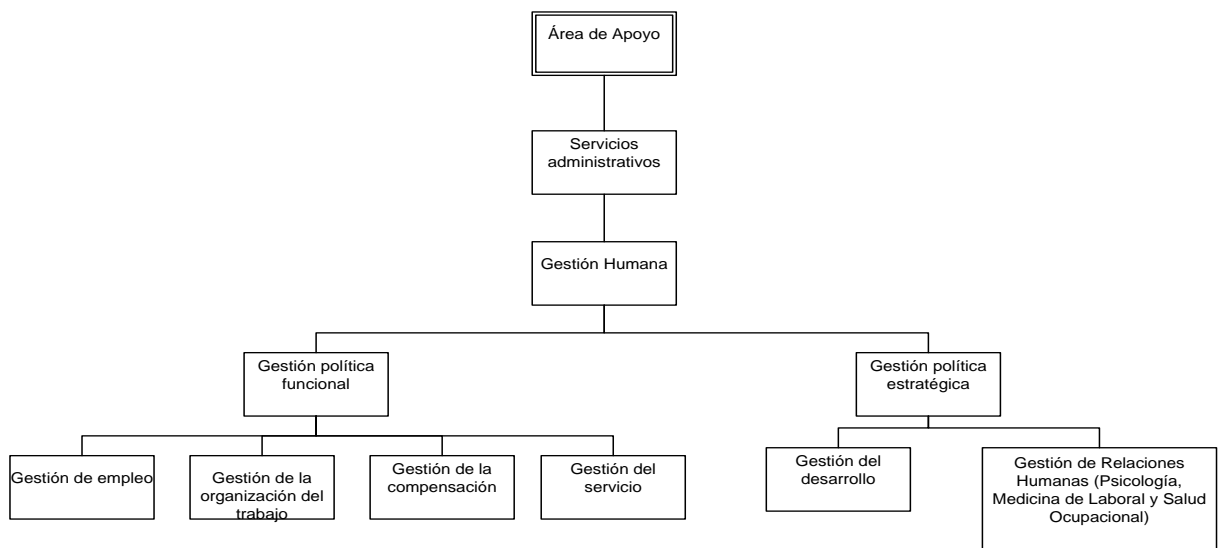 Área de Apoyo
Servicios
administrativos
Gestión Humana
Gestión política
funcional
Gestión política
estratégica
Gestión de empleo
Gestión de la
organización del
trabajo
Gestión de la
compensación
Gestión del
servicio
Gestión del
desarrollo
Gestión de Relaciones
Humanas (Psicología,
Medicina de Laboral y Salud
Ocupacional)